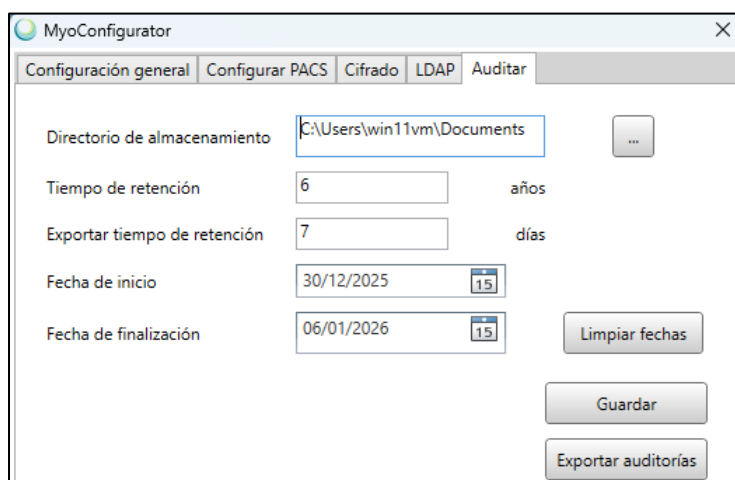 MyoConfigurator
Configuración general Configurar PACS Cifrado LDAP Auditar
Directorio de almacenamiento C:\Users\win11vm\Documents ...
Tiempo de retención 6 años
Exportar tiempo de retención 7 días
Fecha de inicio 30/12/2025 15
Fecha de finalización 06/01/2026 15 Limpiar fechas
Guardar
Exportar auditorías